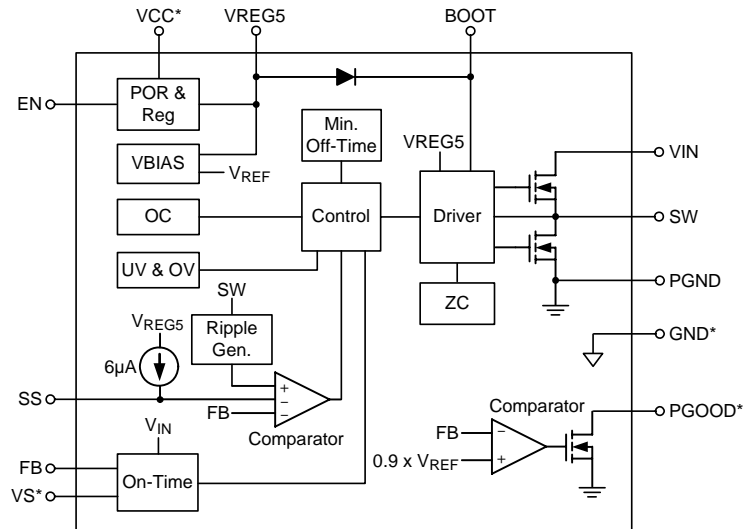 VCC*
VREG5
BOOT
EN
POR &
Reg
Min.
Off-Time
VREG5
VIN
VBIAS
VREF
OC
Control
Driver
SW
UV & OV
SW
ZC
PGND
VREG5
Ripple
Gen.
GND*
6µA
+
−
−
SS
FB
Comparator
Comparator
PGOOD*
VIN
FB
−
FB
On-Time
0.9 x VREF
+
VS*